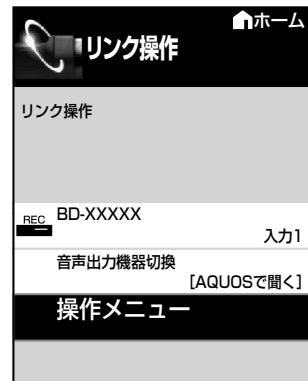 ホーム
リンク操作
リンク操作
REC BD-XXXXX
入力1
音声出力機器切換
[AQUOSで聞く]
操作メニュー